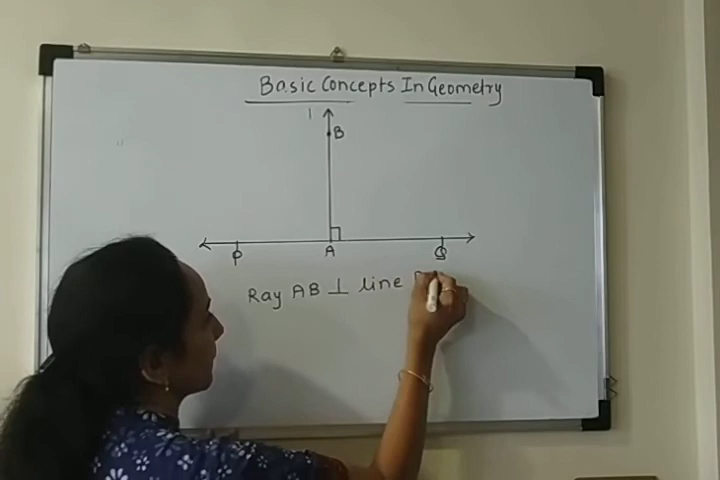 Basic Concepts In Geometry
l
B
P A Q
Ray AB ⊥ line